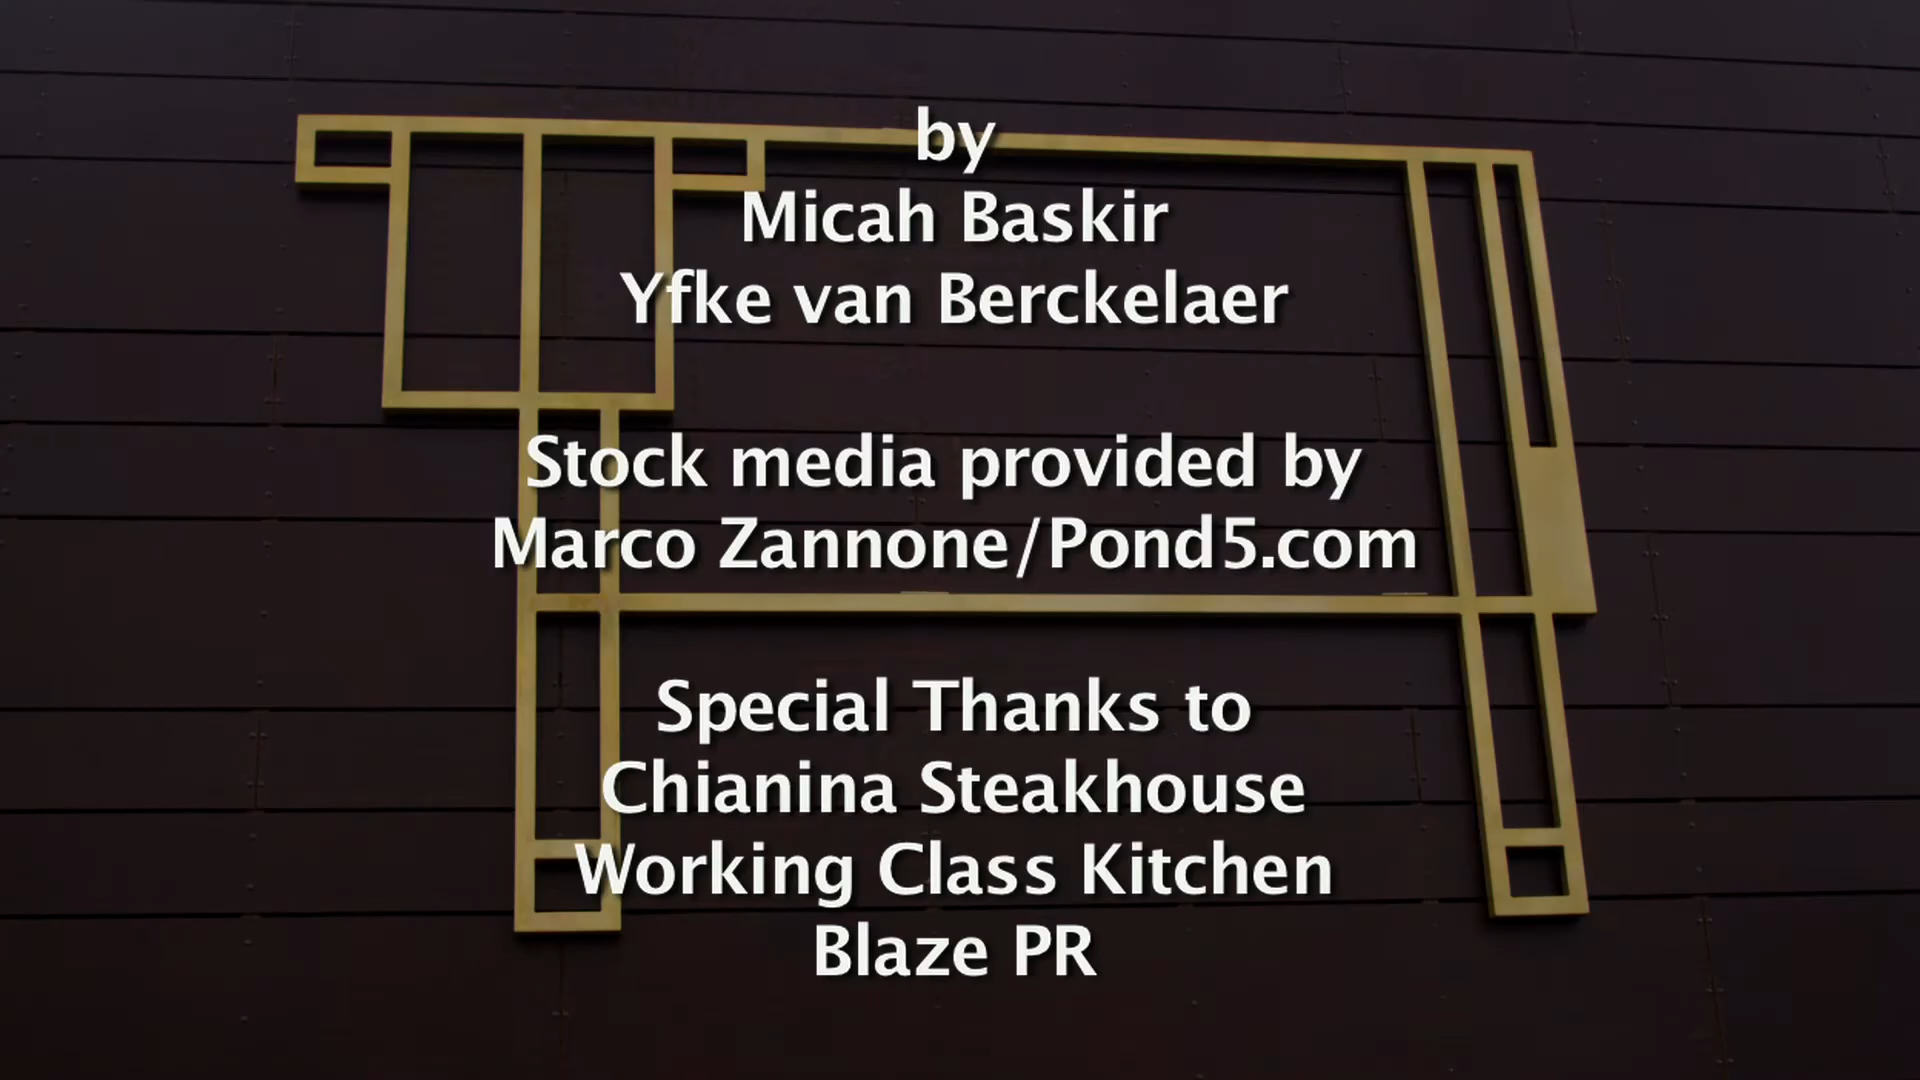 by
Micah Baskir
Yfke van Berckelaer
Stock media provided by
Marco Zannone/Pond5.com
Special Thanks to
Chianina Steakhouse
Working Class Kitchen
Blaze PR